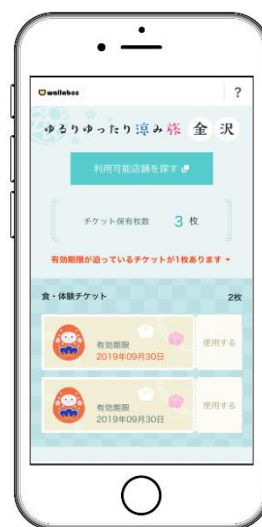 wallabee
?
ゆるりゆったり涼み旅 金沢
利用可能店舗を探す
チケット保有枚数 3 枚
有効期限が迫っているチケットが1枚あります
食・体験チケット 2枚
有効期限
2019年09月30日
使用する
有効期限
2019年09月30日
使用する